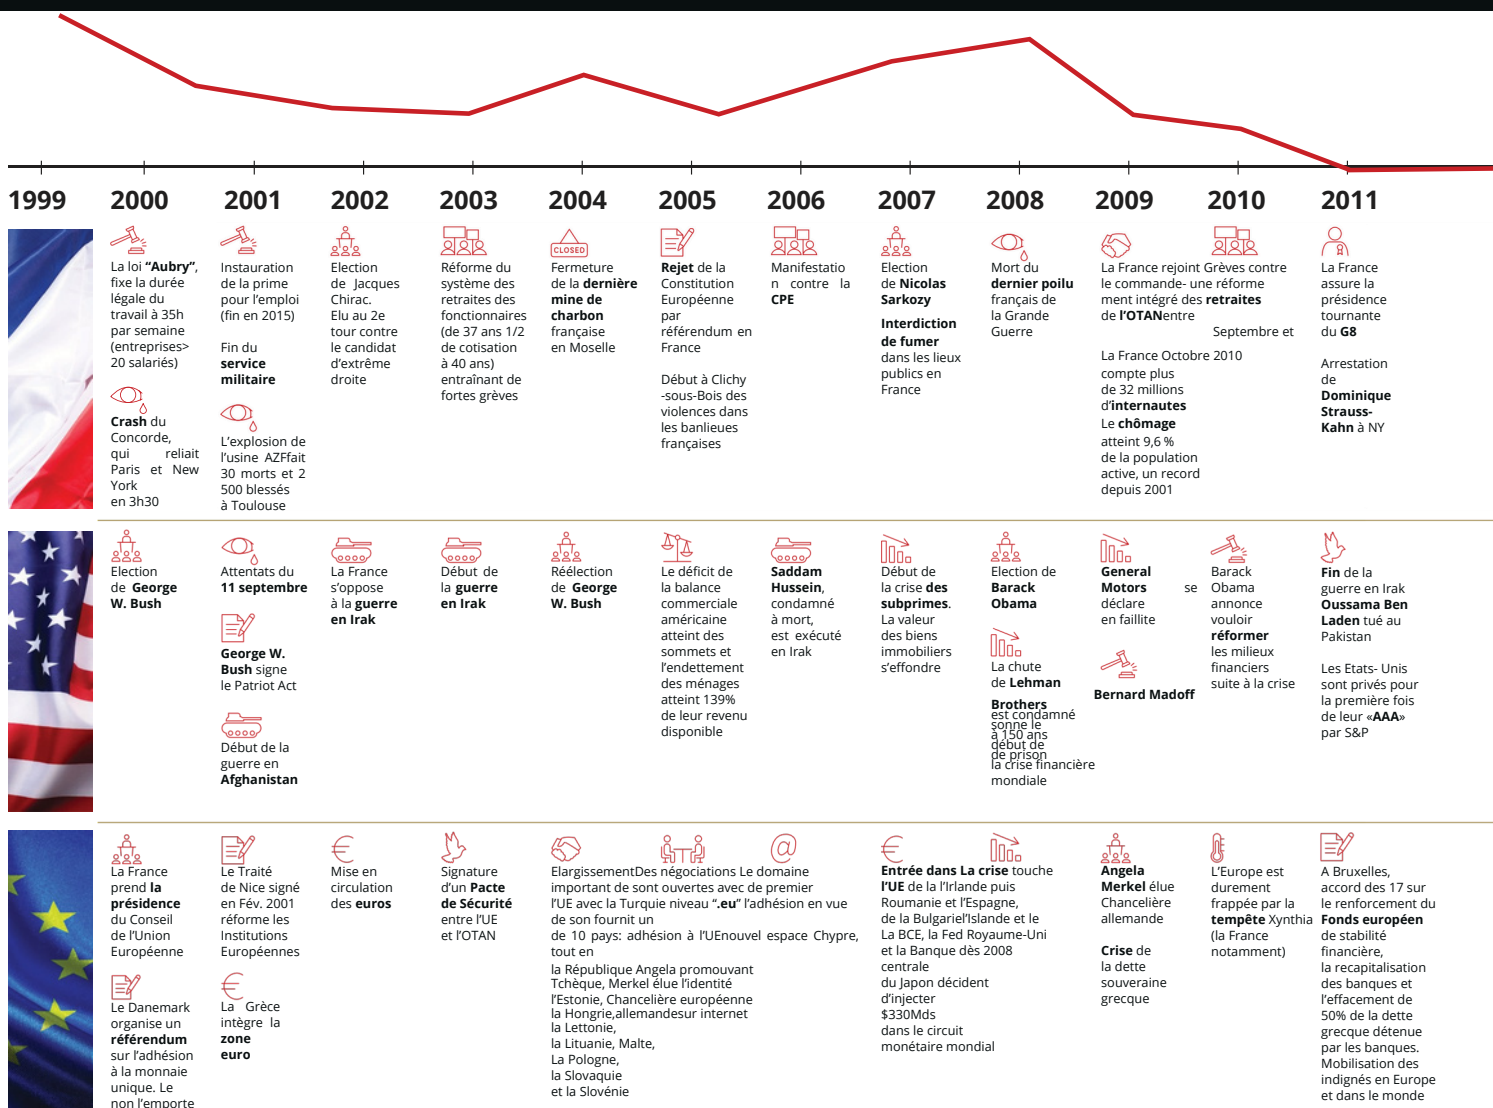 1999 2000 2001 2002 2003 2004 2005 2006 2007 2008 2009 2010 2011
La loi “Aubry”,
fixe la durée
légale du
travail à 35h
par semaine
(entreprises>
20 salariés)
Crash du
Concorde,
qui reliait
Paris et New
York
en 3h30
Instauration
de la prime
pour l’emploi
(fin en 2015)
Fin du
service
militaire
L’explosion de
l’usine AZFfait
30 morts et 2
500 blessés
à Toulouse
Election
de Jacques
Chirac.
Elu au 2e
tour contre
le candidat
d’extrême
droite
Réforme du
système des
retraites des
fonctionnaires
(de 37 ans 1/2
de cotisation
à 40 ans)
entraînant de
fortes grèves
CLOSED
Fermeture
de la dernière
mine de
charbon
française
en Moselle
Rejet de la
Constitution
Européenne
par
référendum en
France
Début à Clichy
-sous-Bois des
violences dans
les banlieues
françaises
Manifestatio
n contre la
CPE
Election
de Nicolas
Sarkozy
Interdiction
de fumer
dans les lieux
publics en
France
Mort du
dernier poilu
français de
la Grande
Guerre
La France rejoint Grèves contre
le commande- une réforme
ment intégré des retraites
de l’OTANentre
Septembre et
La France Octobre 2010
compte plus
de 32 millions
d’internautes
Le chômage
atteint 9,6 %
de la population
active, un record
depuis 2001
La France
assure la
présidence
tournante
du G8
Arrestation
de
Dominique
Strauss-
Kahn à NY
Election
de George
W. Bush
Attentats du
11 septembre
George W.
Bush signe
le Patriot Act
Début de la
guerre en
Afghanistan
La France
s’oppose
à la guerre
en Irak
Début de
la guerre
en Irak
Réélection
de George
W. Bush
Le déficit de
la balance
commerciale
américaine
atteint des
sommets et
l’endettement
des ménages
atteint 139%
de leur revenu
disponible
Saddam
Hussein,
condamné
à mort,
est exécuté
en Irak
Début de
la crise des
subprimes.
La valeur
des biens
immobiliers
s’effondre
Election de
Barack
Obama
La chute
de Lehman
Brothers
est condamné
sonne le
à 150 ans
début de
de prison
la crise financière
mondiale
General
Motors se
déclare
en faillite
Bernard Madoff
Barack
Obama
annonce
vouloir
réformer
les milieux
financiers
suite à la crise
Fin de la
guerre en Irak
Oussama Ben
Laden tué au
Pakistan
Les Etats- Unis
sont privés pour
la première fois
de leur «AAA»
par S&P
La France
prend la
présidence
du Conseil
de l’Union
Européenne
Le Danemark
organise un
référendum
sur l’adhésion
à la monnaie
unique. Le
non l’emporte
Le Traité
de Nice signé
en Fév. 2001
réforme les
Institutions
Européennes
La Grèce
intègre la
zone
euro
Mise en
circulation
des euros
Signature
d’un Pacte
de Sécurité
entre l’UE
et l’OTAN
ElargissementDes négociations Le domaine
important de sont ouvertes avec de premier
l’UE avec la Turquie niveau “.eu” l’adhésion en vue
de son fournit un
de 10 pays: adhésion à l’UEnouvel espace Chypre,
tout en
la République Angela promouvant
Tchèque, Merkel élue l’identité
l’Estonie, Chancelière européenne
la Hongrie,allemandesur internet
la Lettonie,
la Lituanie, Malte,
La Pologne,
la Slovaquie
et la Slovénie
Entrée dans La crise touche
l’UE de la l’Irlande puis
Roumanie et l’Espagne,
de la Bulgariel’Islande et le
La BCE, la Fed Royaume-Uni
et la Banque dès 2008
centrale
du Japon décident
d’injecter
$330Mds
dans le circuit
monétaire mondial
Angela
Merkel élue
Chancelière
allemande
Crise de
la dette
souveraine
grecque
L’Europe est
durement
frappée par la
tempête Xynthia
(la France
notamment)
A Bruxelles,
accord des 17 sur
le renforcement du
Fonds européen
de stabilité
financière,
la recapitalisation
des banques et
l’effacement de
50% de la dette
grecque détenue
par les banques.
Mobilisation des
indignés en Europe
et dans le monde